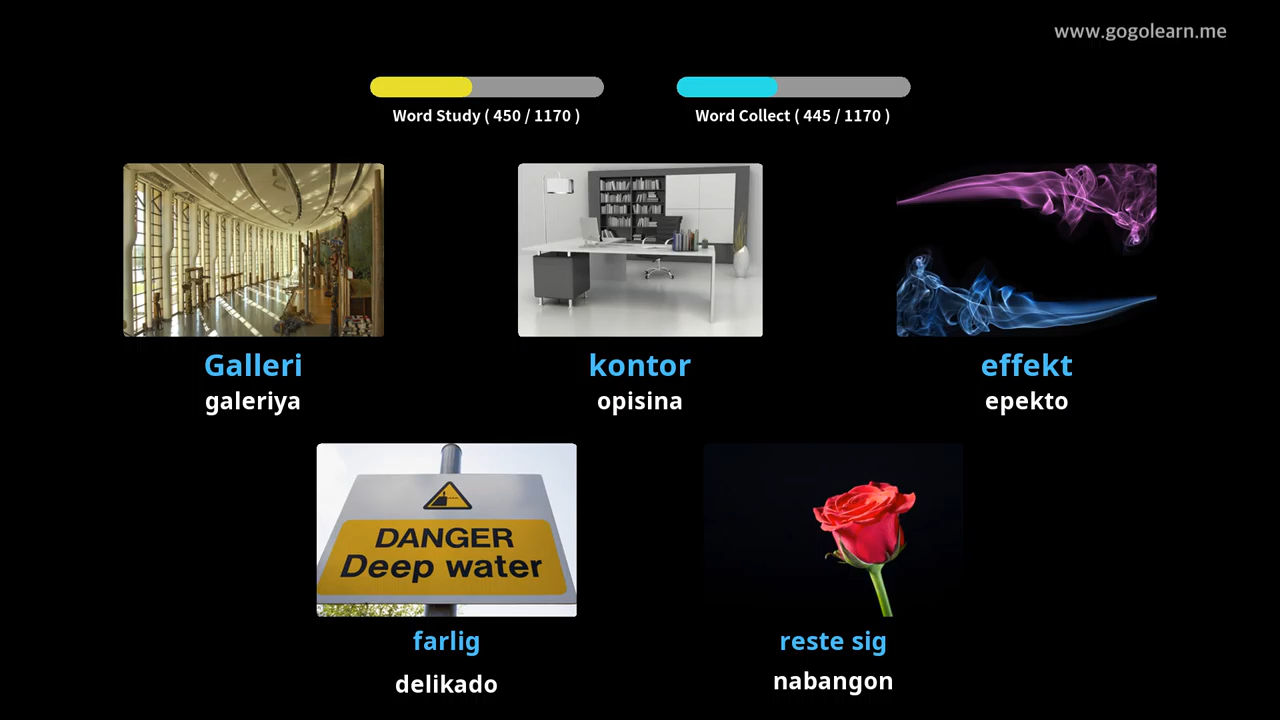 www.gogolearn.me
Word Study ( 450 / 1170 )
Word Collect ( 445 / 1170 )
Galleri
galeriya
kontor
opisina
effekt
epekto
DANGER
Deep water
farlig
delikado
reste sig
nabangon